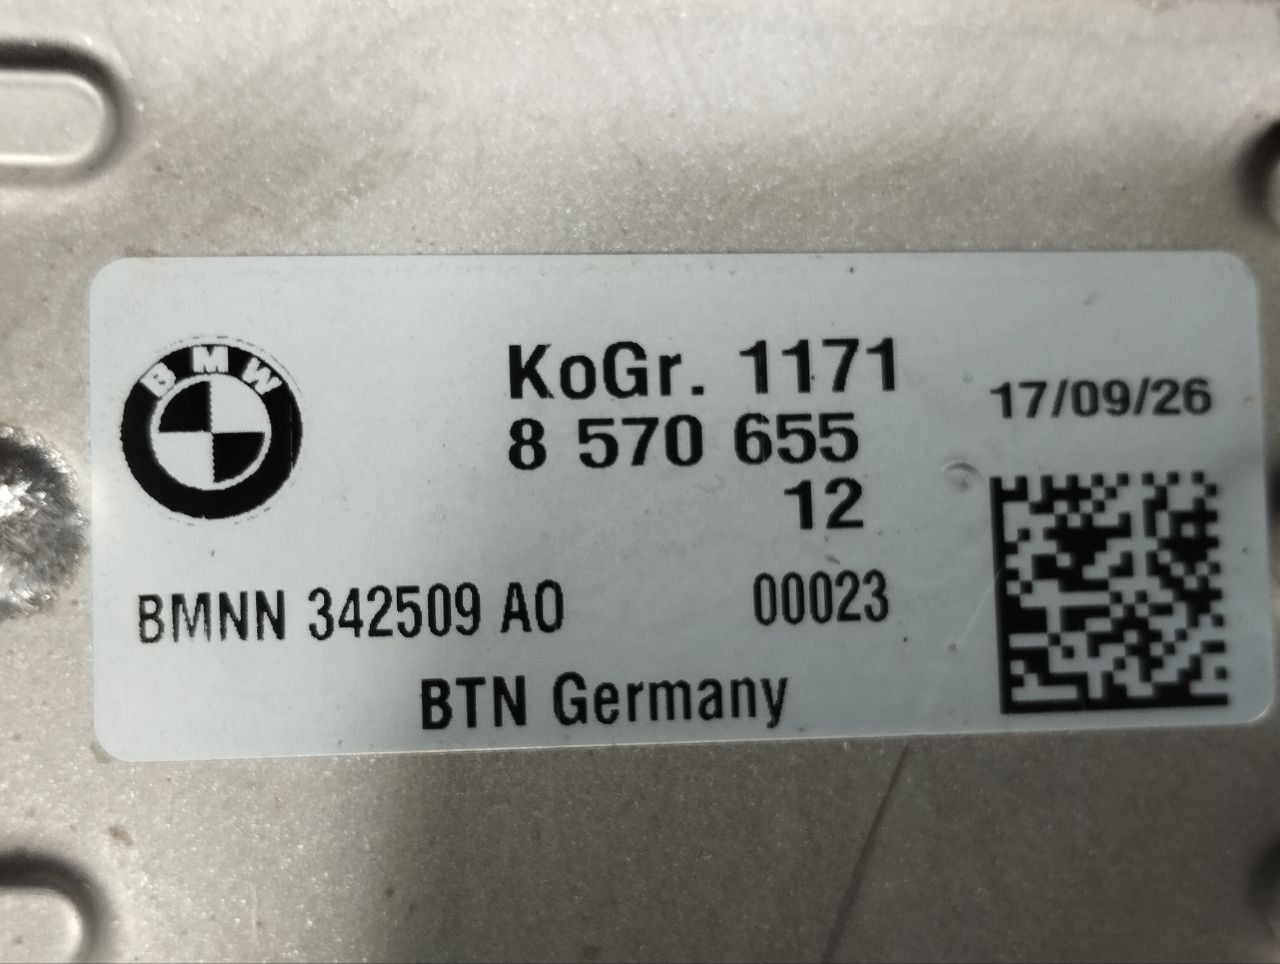 BMW
KoGr. 1171
8 570 655
12
17/09/26
BMNN 342509 A0
00023
BTN Germany